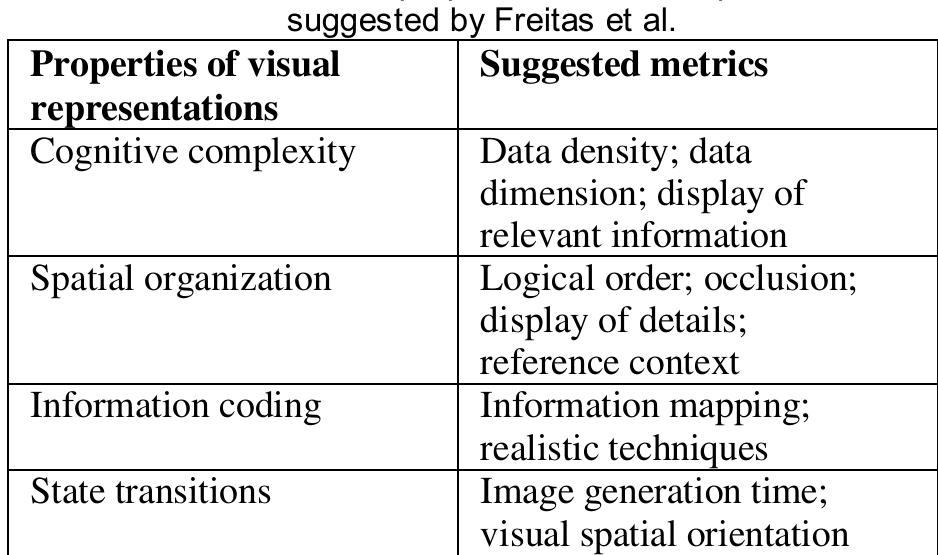 suggested by Freitas et al.
Properties of visual
representations
Suggested metrics
Cognitive complexity
Data density; data
dimension; display of
relevant information
Spatial organization
Logical order; occlusion;
display of details;
reference context
Information coding
Information mapping;
realistic techniques
State transitions
Image generation time;
visual spatial orientation